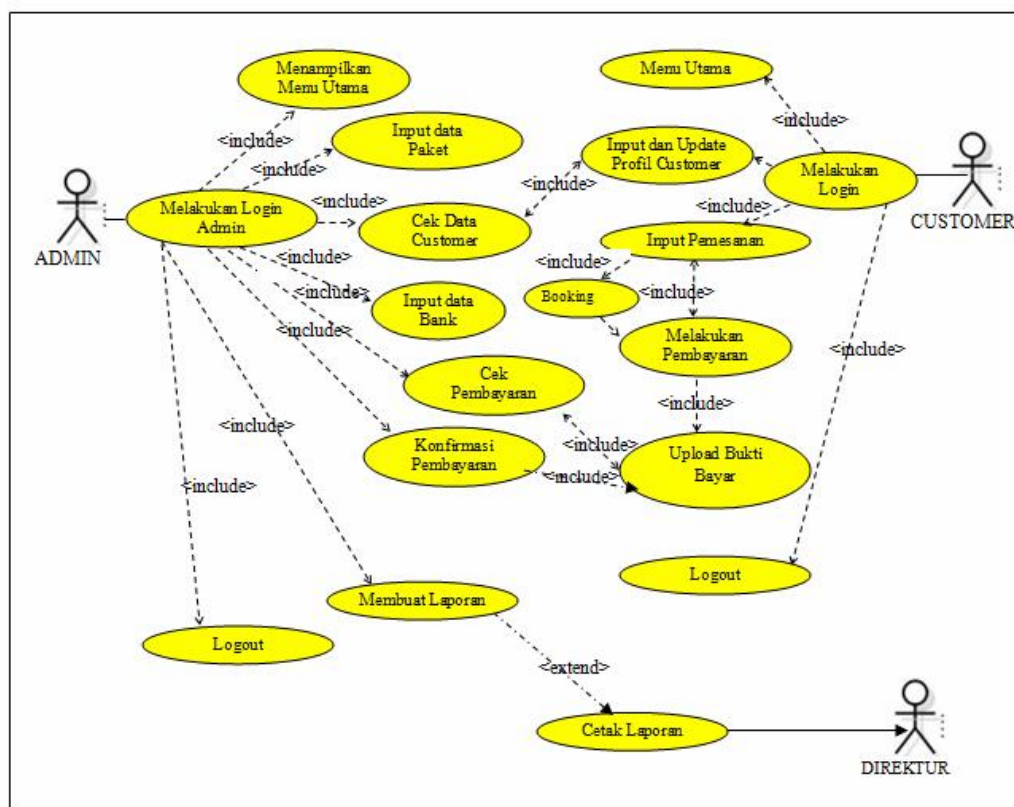 Menampilkan
Menu Utama
Menu Utama
<include>
<include>
Input data
Paket
<include>
Input dan Update
Profil Customer
<include>
Melakukan
Login
CUSTOMER
Melakukan Login
Admin
ADMIN
<include>
Cek Data
Customer
<include>
Input Pemesanan
<include>
<include>
Booking
<include>
<include>
Input data
Bank
<include>
Melakukan
Pembayaran
<include>
Cek
Pembayaran
<include>
<include>
Konfirmasi
Pembayaran
<include>
<include>
Upload Bukti
Bayar
<include>
Logout
Membuat Laporan
Logout
<extend>
Cetak Laporan
DIREKTUR